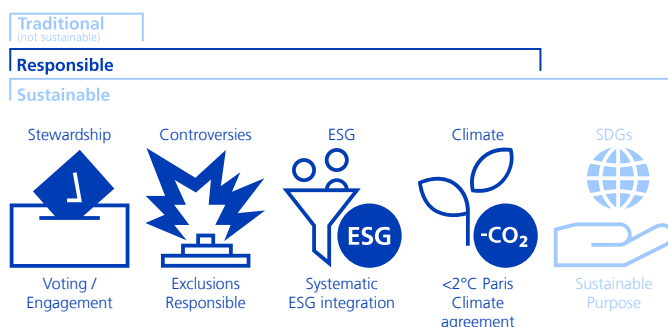 Traditional
(not sustainable)
Responsible
Sustainable
Stewardship
Controversies
ESG
Climate
SDGs
ESG
-CO₂
Voting /
Engagement
Exclusions
Responsible
Systematic
ESG integration
<2°C Paris
Climate
agreement
Sustainable
Purpose